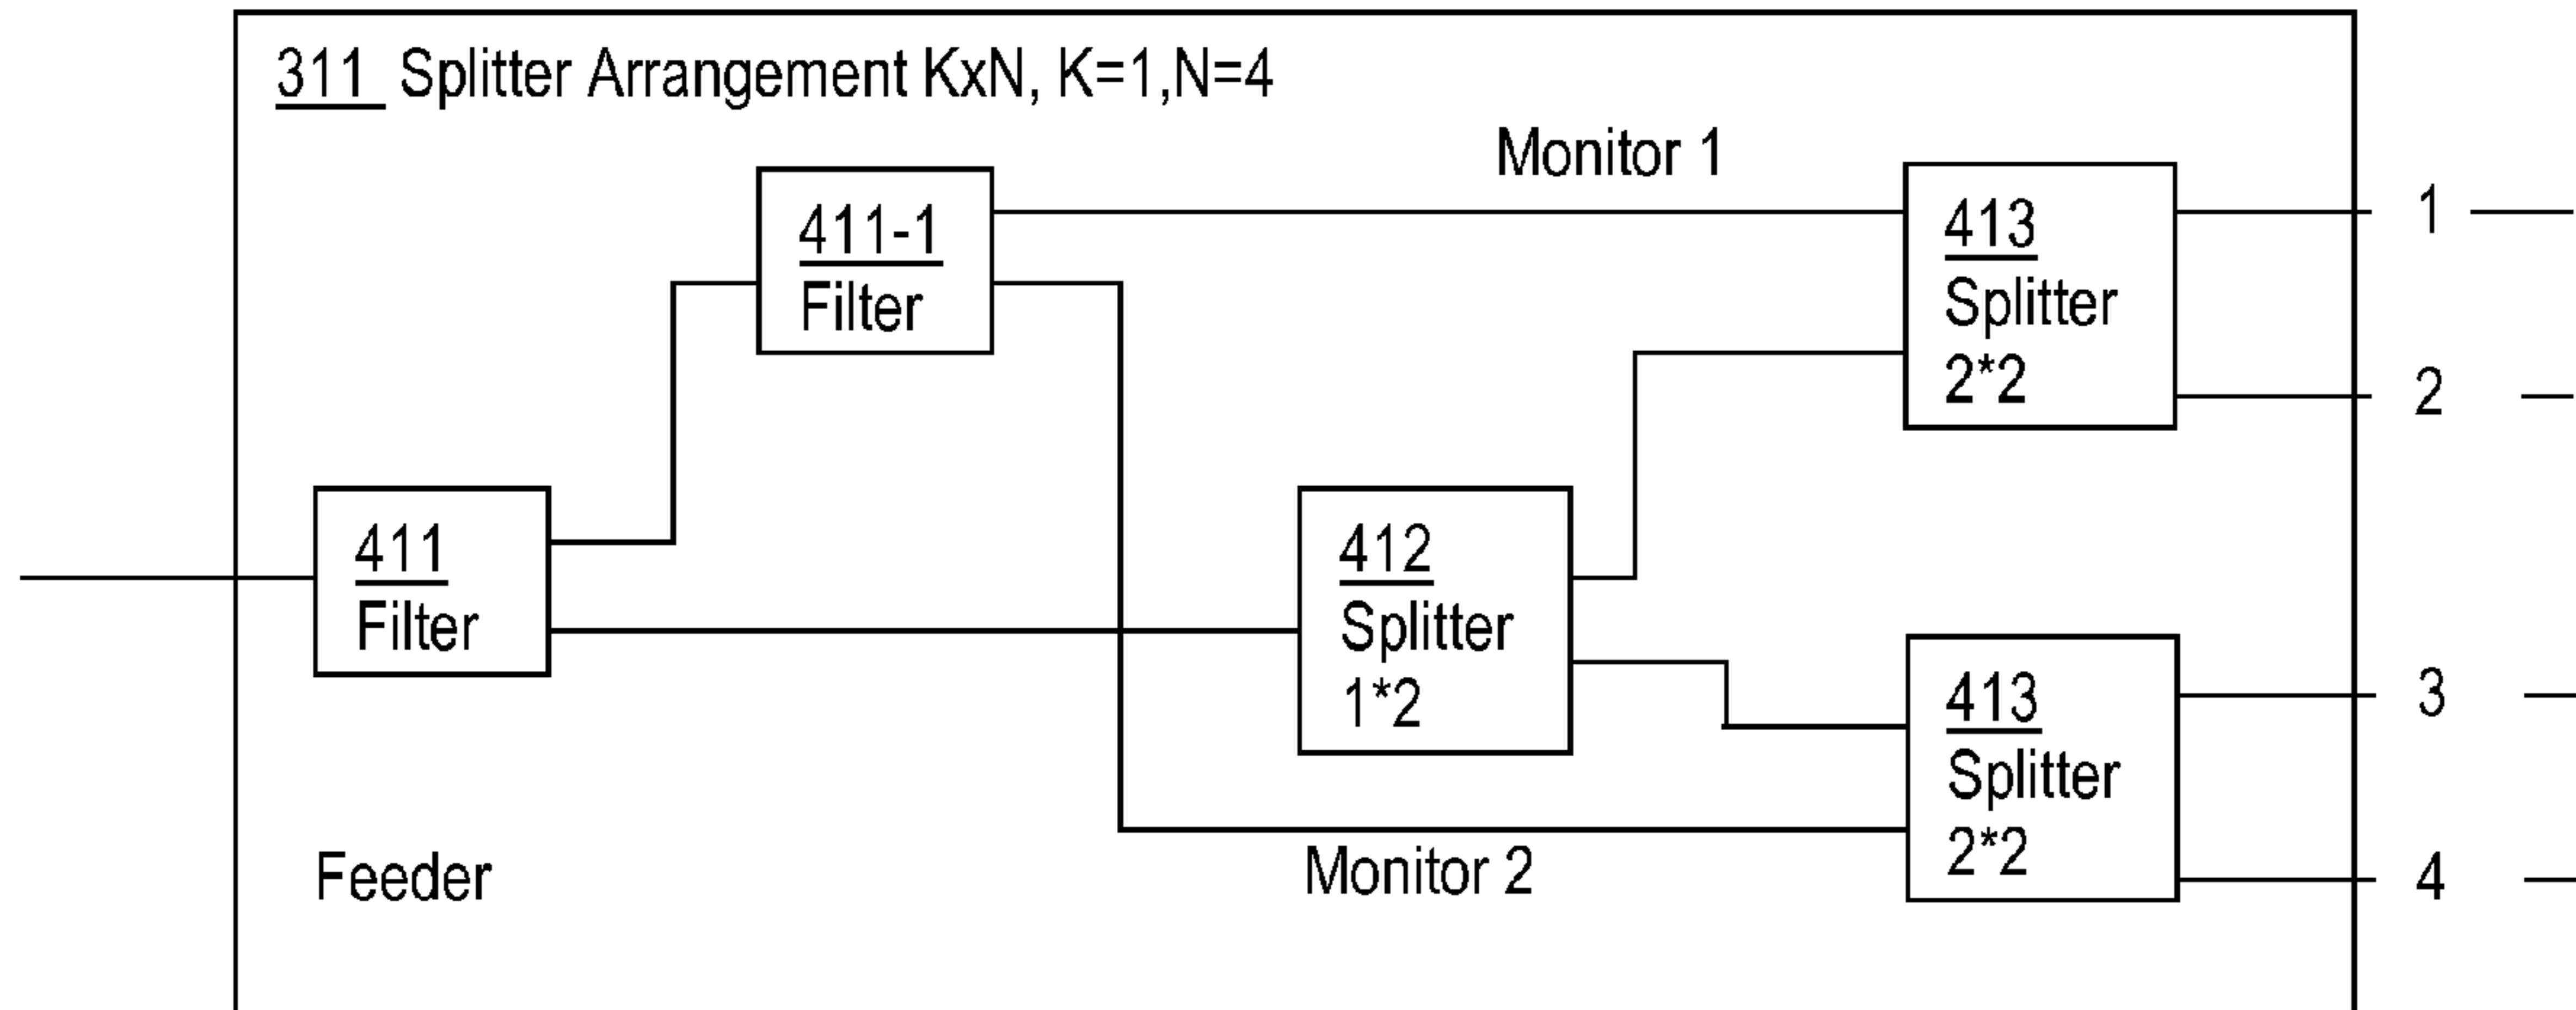 311 Splitter Arrangement KxN, K=1,N=4
Monitor 1
411-1
Filter
413
Splitter
2*2
1
2
411
Filter
412
Splitter
1*2
413
Splitter
2*2
3
4
Feeder
Monitor 2